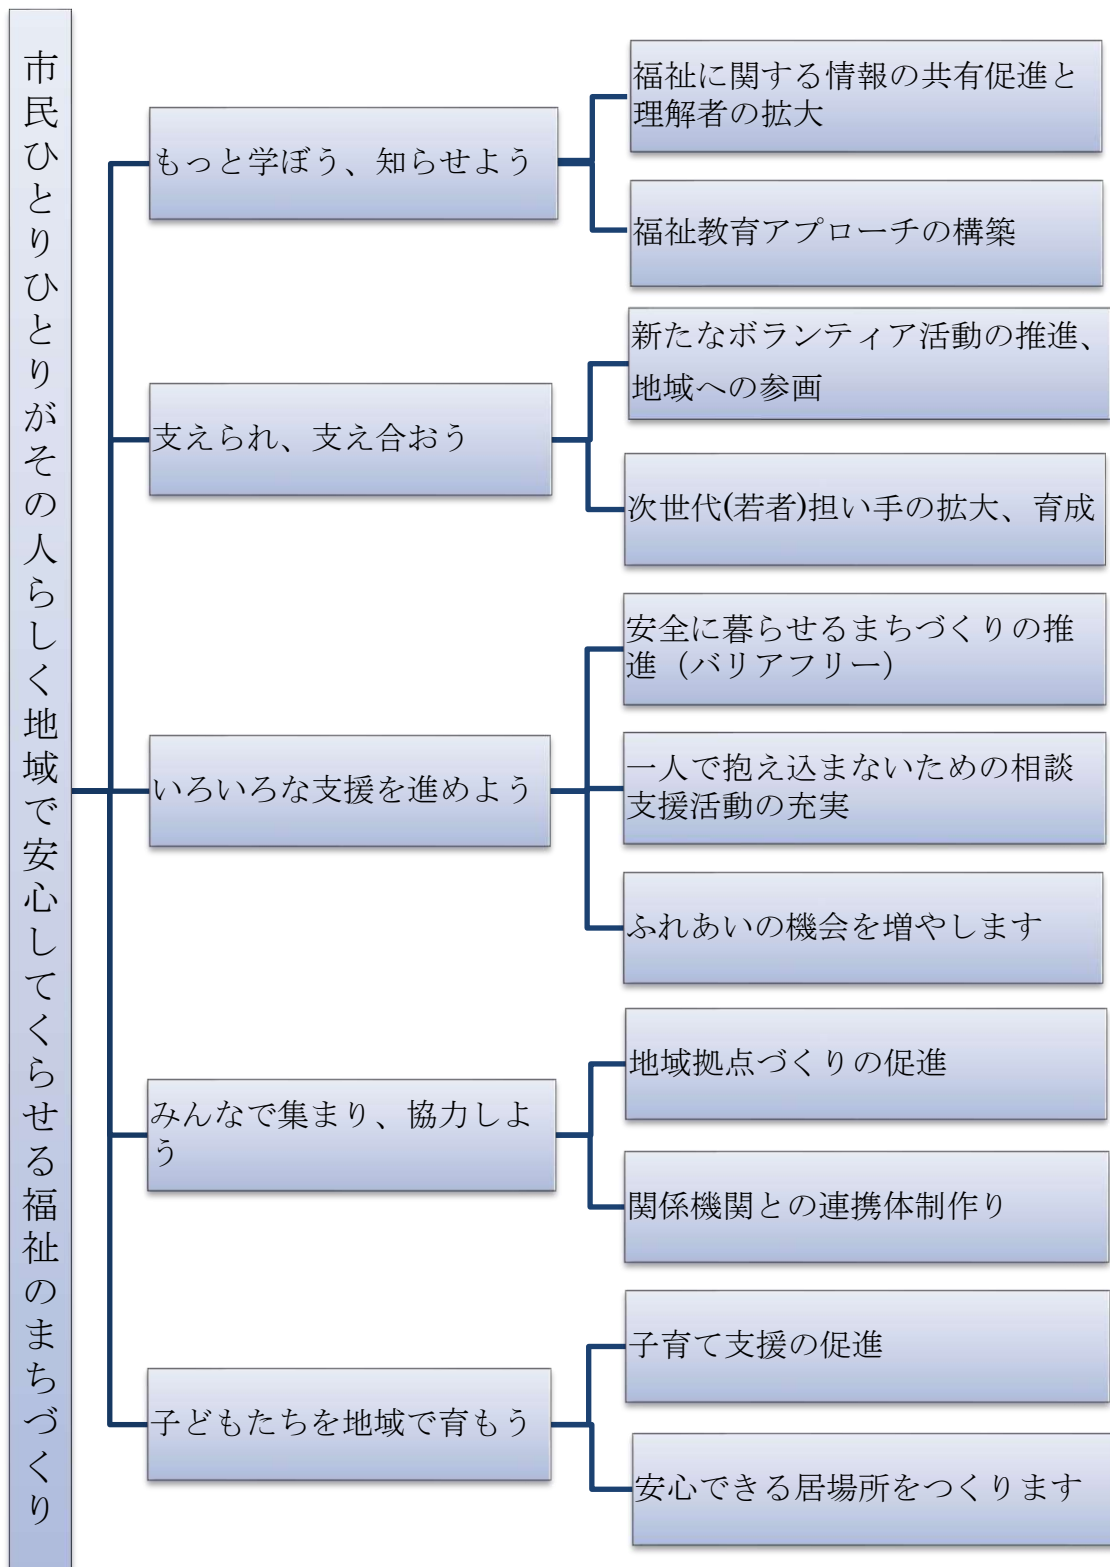 市民ひとりひとりがその人らしく地域で安心してくらせる福祉のまちづくり
もっと学ぼう、知らせよう
福祉に関する情報の共有促進と
理解者の拡大
福祉教育アプローチの構築
支えられ、支え合おう
新たなボランティア活動の推進、
地域への参画
次世代(若者)担い手の拡大、育成
いろいろな支援を進めよう
安全に暮らせるまちづくりの推
進（バリアフリー）
一人で抱え込まないための相談
支援活動の充実
ふれあいの機会を増やします
みんなで集まり、協力しよ
う
地域拠点づくりの促進
関係機関との連携体制作り
子どもたちを地域で育もう
子育て支援の促進
安心できる居場所をつくります